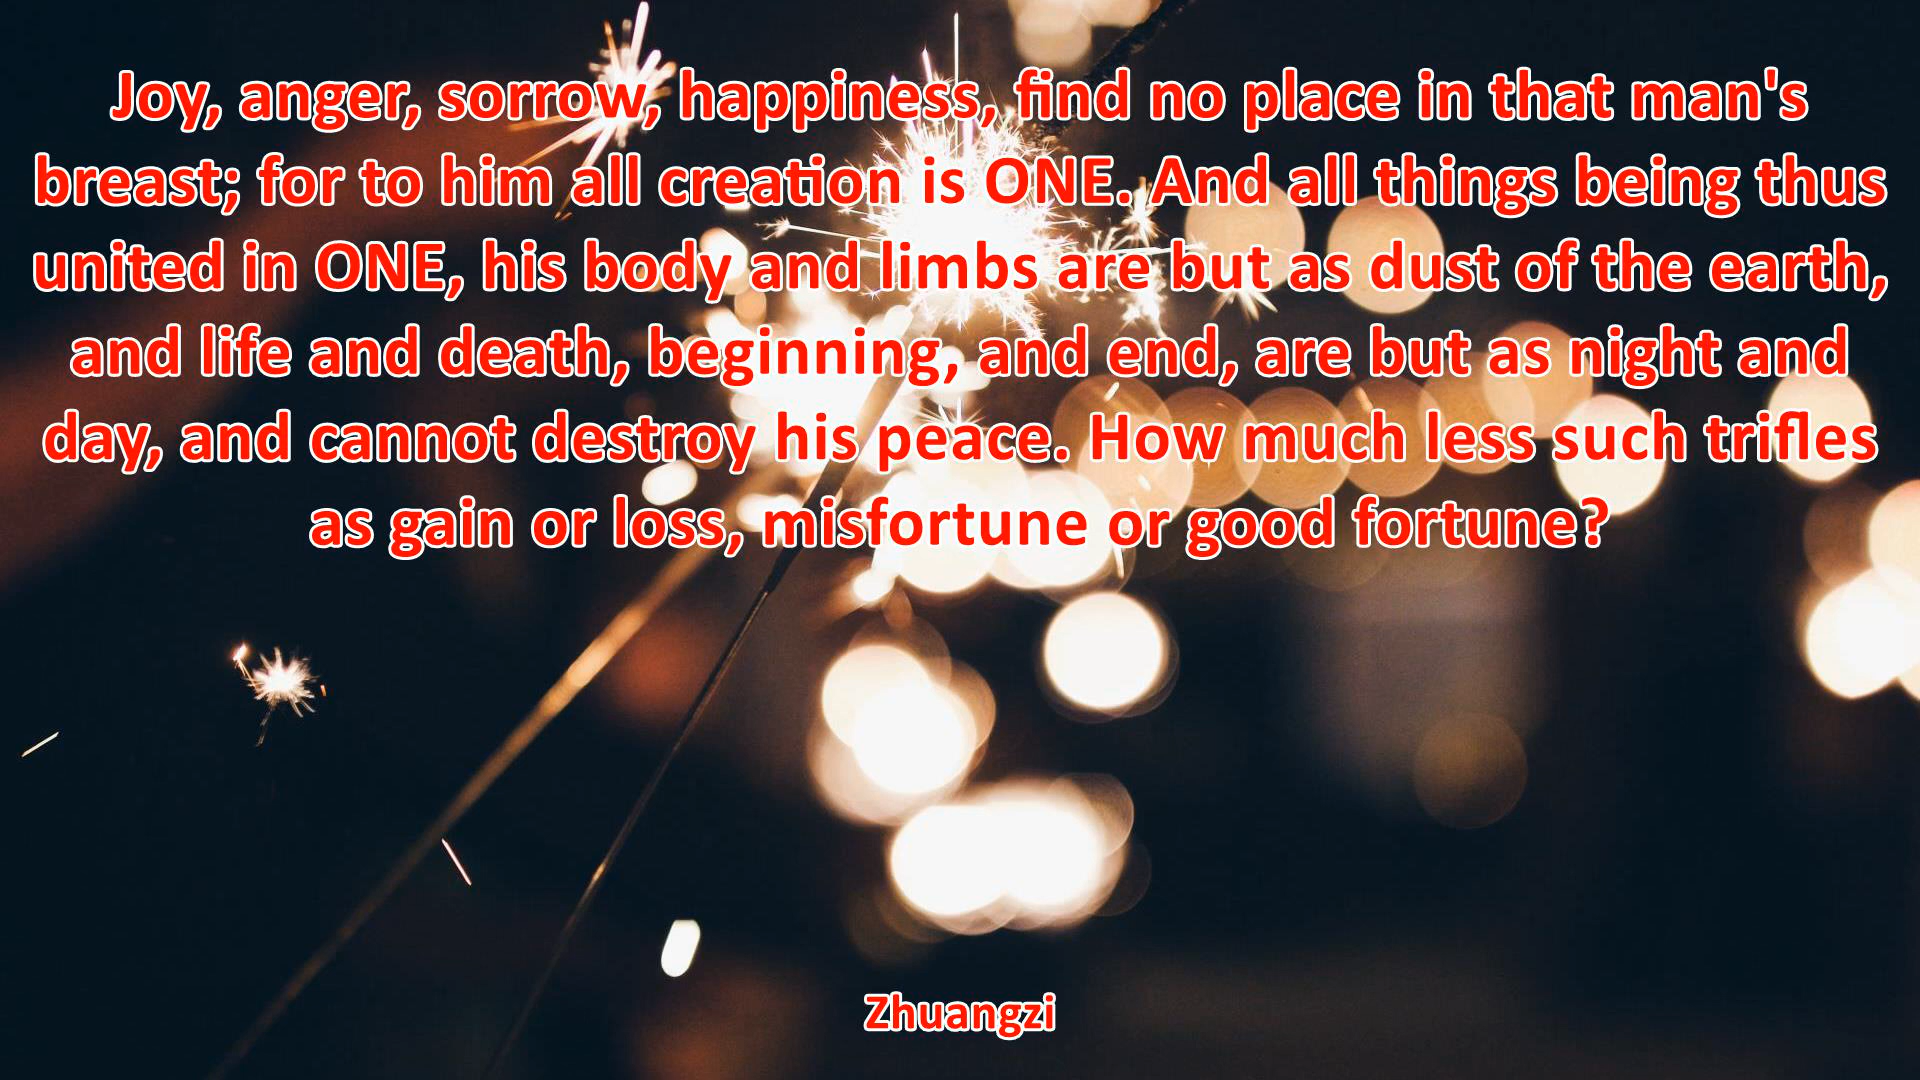 Joy, anger, sorrow, happiness, find no place in that man's
breast; for to him all creation is ONE. And all things being thus
united in ONE, his body and limbs are but as dust of the earth,
and life and death, beginning, and end, are but as night and
day, and cannot destroy his peace. How much less such trifles
as gain or loss, misfortune or good fortune?
Zhuangzi